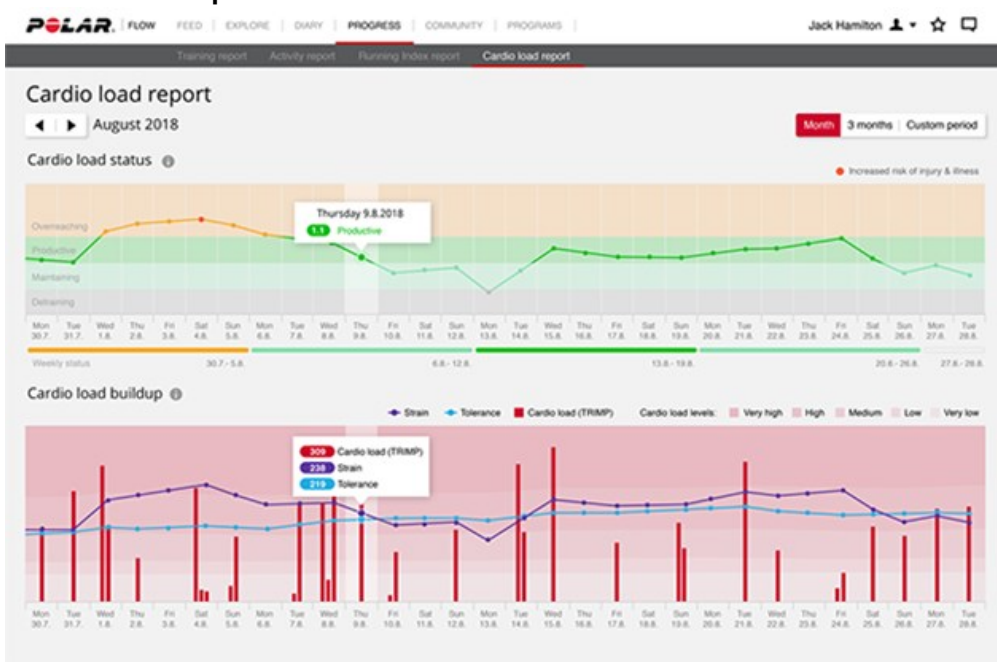 POLAR. FLOW FEED EXPLORE DIARY PROGRESS COMMUNITY PROGRAMS Jack Hamilton
Training report Activity report Running Index report Cardio load report
Cardio load report
August 2018
Month 3 months Custom period
Cardio load status
Increased risk of injury & illness
Thursday 9.8.2018
1.1 Productive
Overreaching
Productive
Maintaining
Detraining
Mon Tue Wed Thu Fri Sat Sun Mon Tue Wed Thu Fri Sat Sun Mon Tue Wed Thu Fri Sat Sun Mon Tue Wed Thu Fri Sat Sun Mon Tue
30.7. 31.7. 1.8. 2.8. 3.8. 4.8. 5.8. 6.8. 7.8. 8.8. 9.8. 10.8. 11.8. 12.8. 13.8. 14.8. 15.8. 16.8. 17.8. 18.8. 19.8. 20.8. 21.8. 22.8. 23.8. 24.8. 25.8. 26.8. 27.8. 28.8.
Weekly status 30.7.- 5.8. 6.8.- 12.8. 13.8.- 19.8. 20.8.- 26.8. 27.8.- 28.8.
Cardio load buildup
Strain Tolerance Cardio load (TRIMP) Cardio load levels: Very high High Medium Low Very low
309 Cardio load (TRIMP)
238 Strain
219 Tolerance
Mon Tue Wed Thu Fri Sat Sun Mon Tue Wed Thu Fri Sat Sun Mon Tue Wed Thu Fri Sat Sun Mon Tue Wed Thu Fri Sat Sun Mon Tue
30.7. 31.7. 1.8. 2.8. 3.8. 4.8. 5.8. 6.8. 7.8. 8.8. 9.8. 10.8. 11.8. 12.8. 13.8. 14.8. 15.8. 16.8. 17.8. 18.8. 19.8. 20.8. 21.8. 22.8. 23.8. 24.8. 25.8. 26.8. 27.8. 28.8.